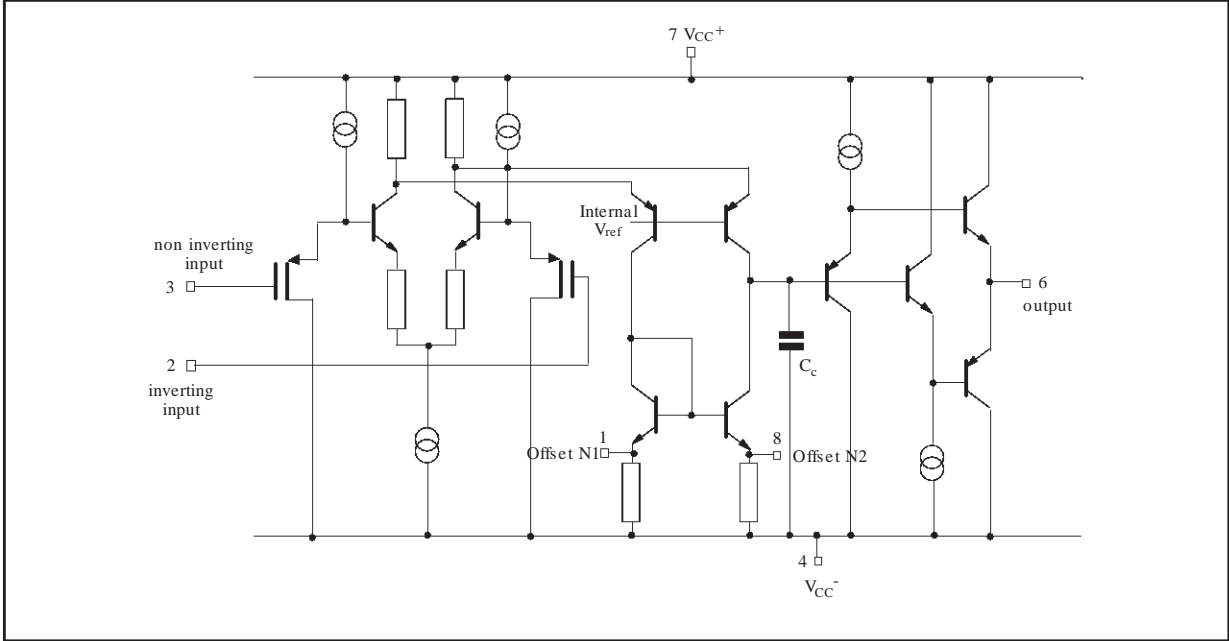 7 VCC+
Internal
Vref
non inverting
input
3
6
output
2
inverting
input
Cc
1
Offset N1
8
Offset N2
4
VCC-